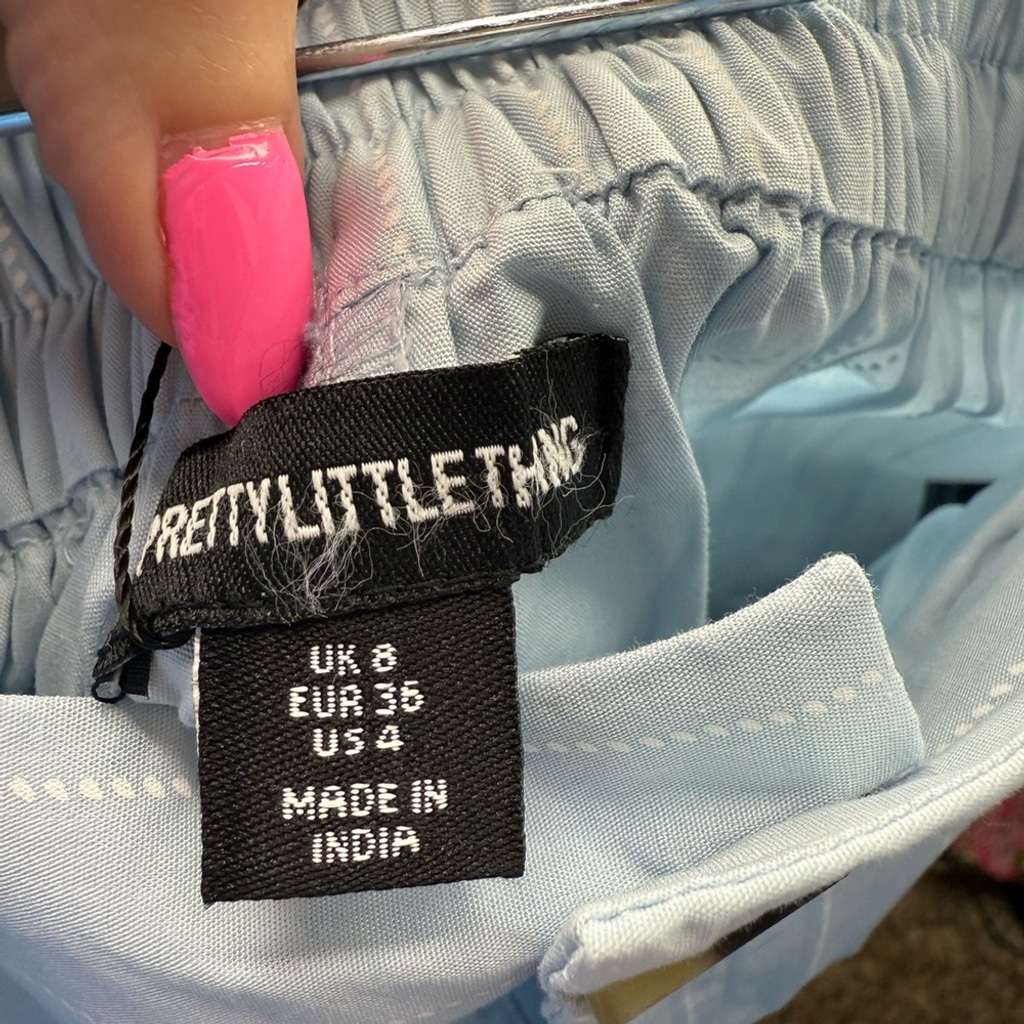 PRETTYLITTLETHING
UK 8
EUR 36
US 4
MADE IN
INDIA